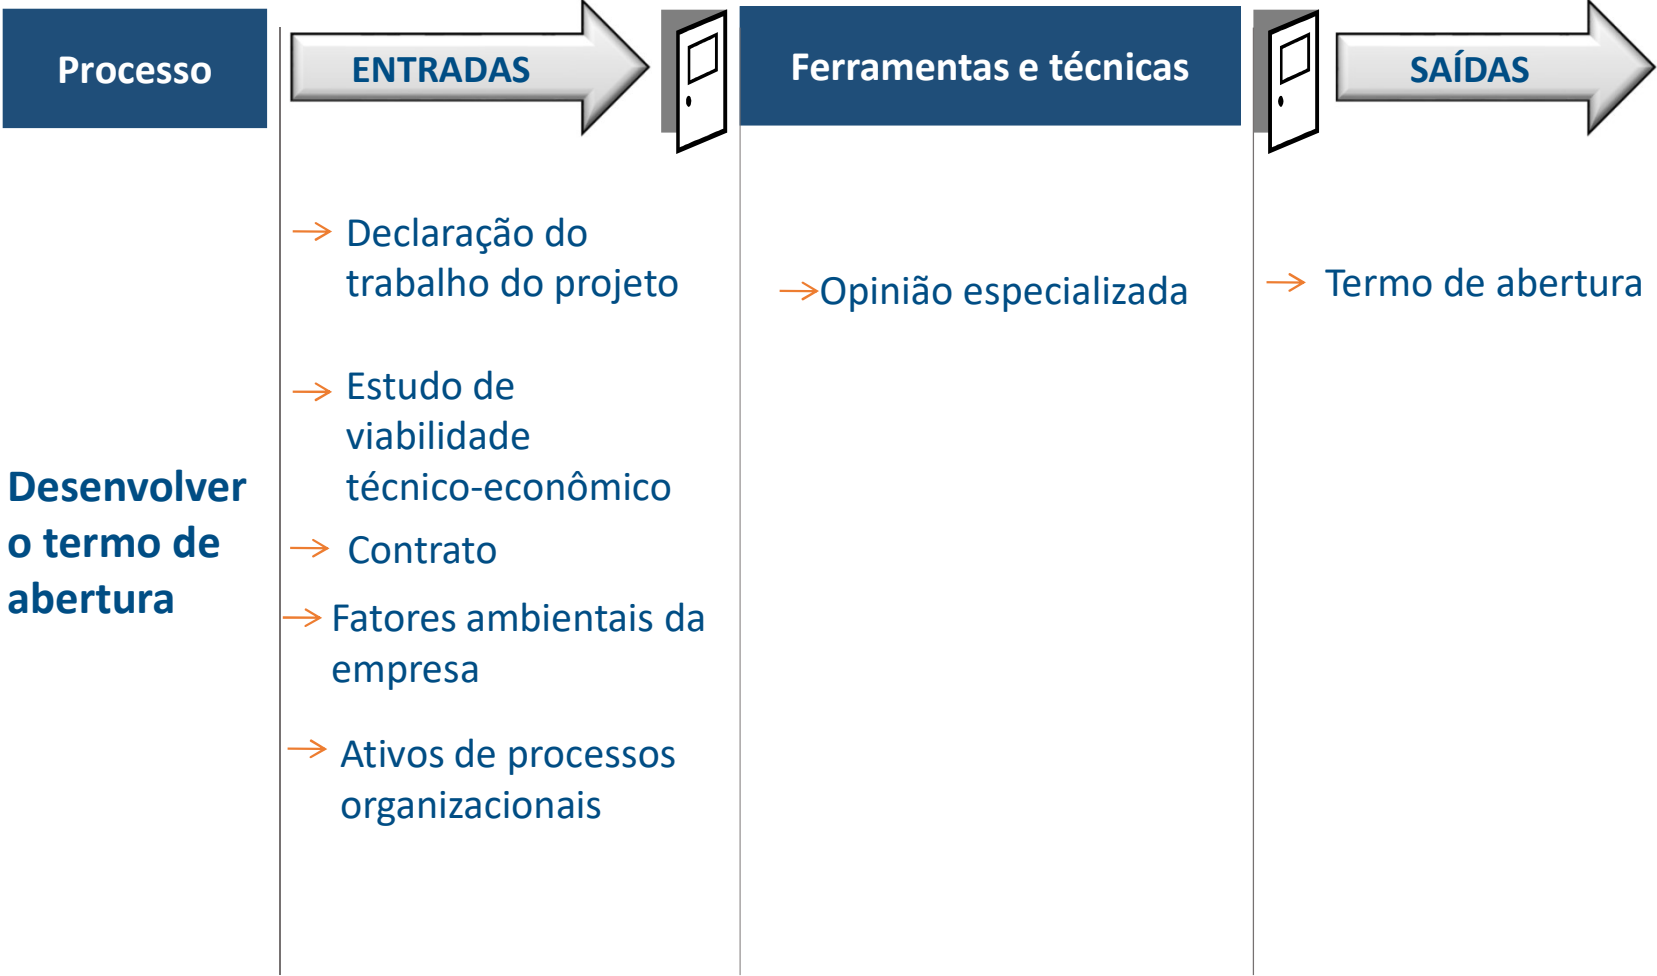 Processo
ENTRADAS
Ferramentas e técnicas
SAÍDAS
Desenvolver
o termo de
abertura
Declaração do
trabalho do projeto
Estudo de
viabilidade
técnico-econômico
Contrato
Fatores ambientais da
empresa
Ativos de processos
organizacionais
Opinião especializada
Termo de abertura